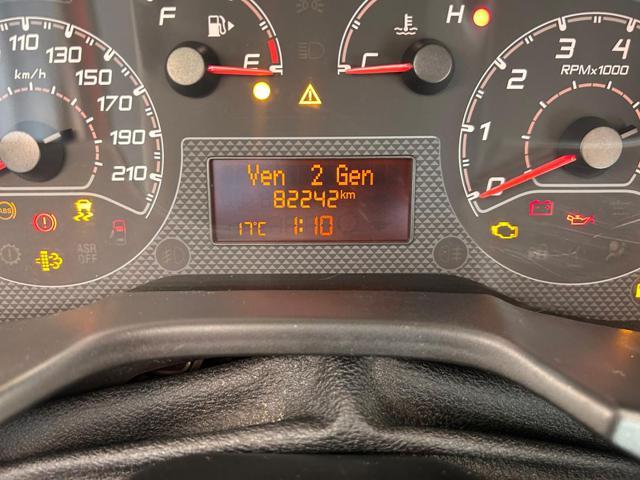 F
E
H
C
110
130
150
170
190
210
km/h
1
2
3
4
0
RPMx1000
Ven 2 Gen
82242km
17°C 1:10
ABS
ASR
OFF